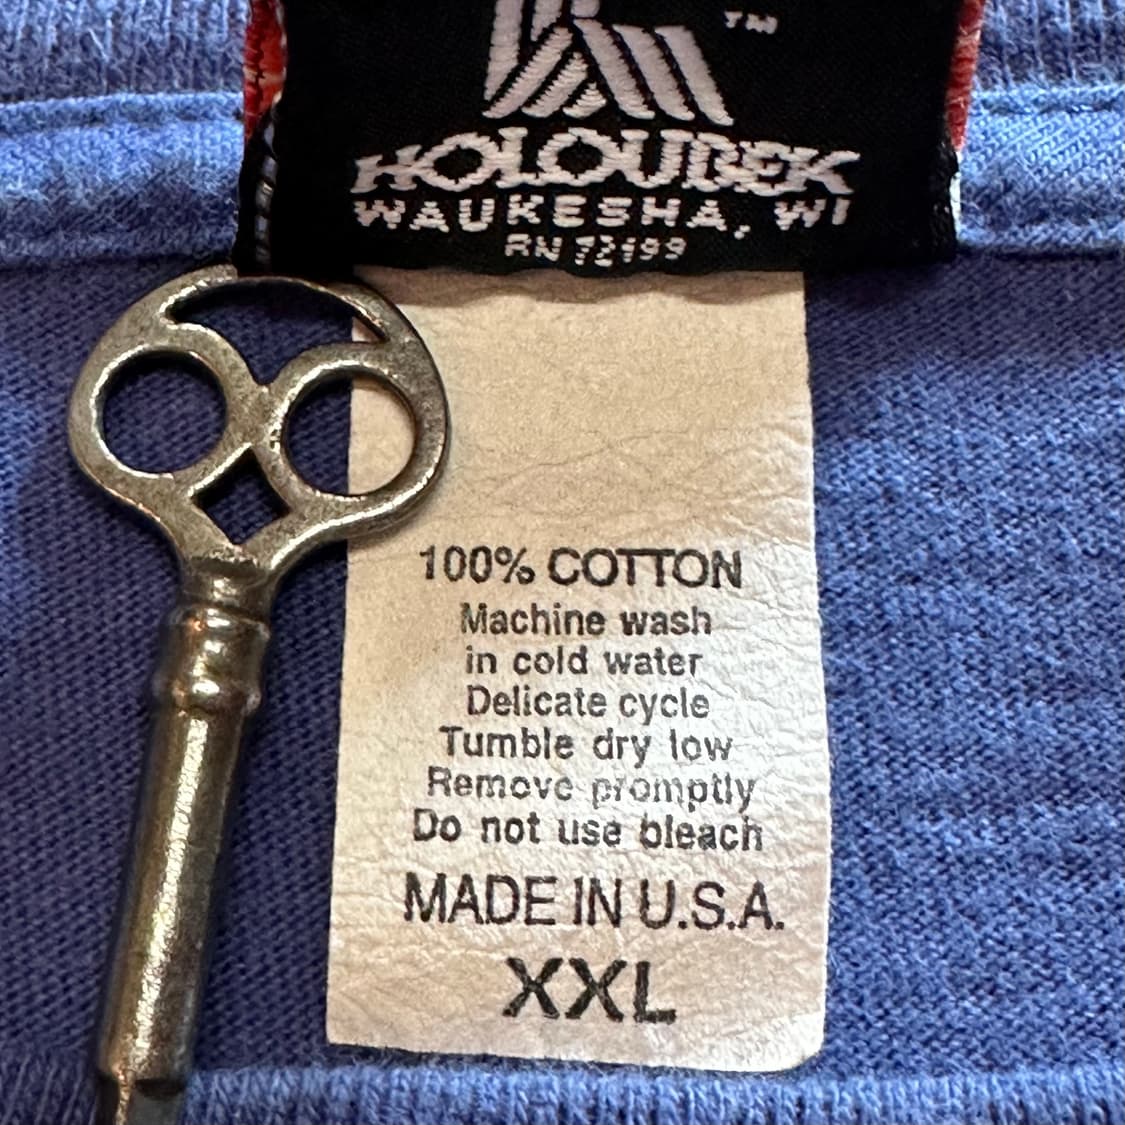 TM
HOLOUBEK
WAUKESHA, WI
RN 72199
100% COTTON
Machine wash
in cold water
Delicate cycle
Tumble dry low
Remove promptly
Do not use bleach
MADE IN U.S.A.
XXL